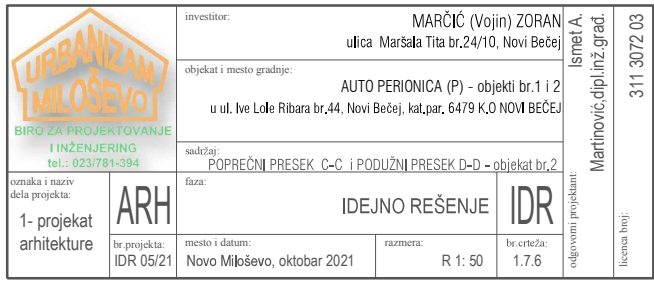 URBANIZAM
MILOŠEVO
BIRO ZA PROJEKTOVANJE
I INŽENJERING
tel.: 023/781-394
investitor:
MARČIĆ (Vojin) ZORAN
ulica Maršala Tita br.24/10, Novi Bečej
objekat i mesto gradnje:
AUTO PERIONICA (P) - objekti br.1 i 2
u ul. Ive Lole Ribara br.44, Novi Bečej, kat.par. 6479 K.O NOVI BEČEJ
sadržaj:
POPREČNI PRESEK C-C i PODUŽNI PRESEK D-D - objekat br.2
oznaka i naziv
dela projekta:
1- projekat
arhitekture
ARH
faza:
IDEJNO REŠENJE
IDR
br.projekta:
IDR 05/21
mesto i datum:
Novo Miloševo, oktobar 2021
razmera:
R 1: 50
br.crteža:
1.7.6
odgovorni projektant:
Ismet A.
Martinović,dipl.inž.građ.
licenca broj:
311 3072 03